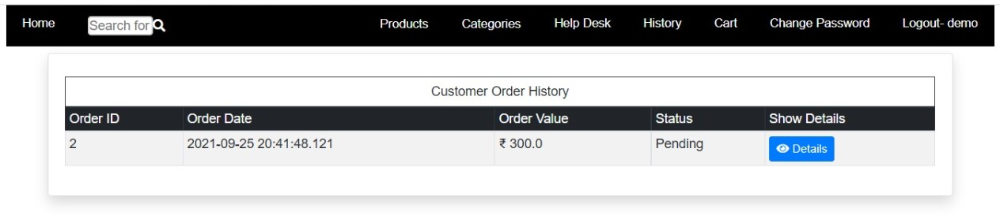 Home Search for Products Categories Help Desk History Cart Change Password Logout- demo
Customer Order History
Order ID Order Date Order Value Status Show Details
2 2021-09-25 20:41:48.121 ₹ 300.0 Pending Details